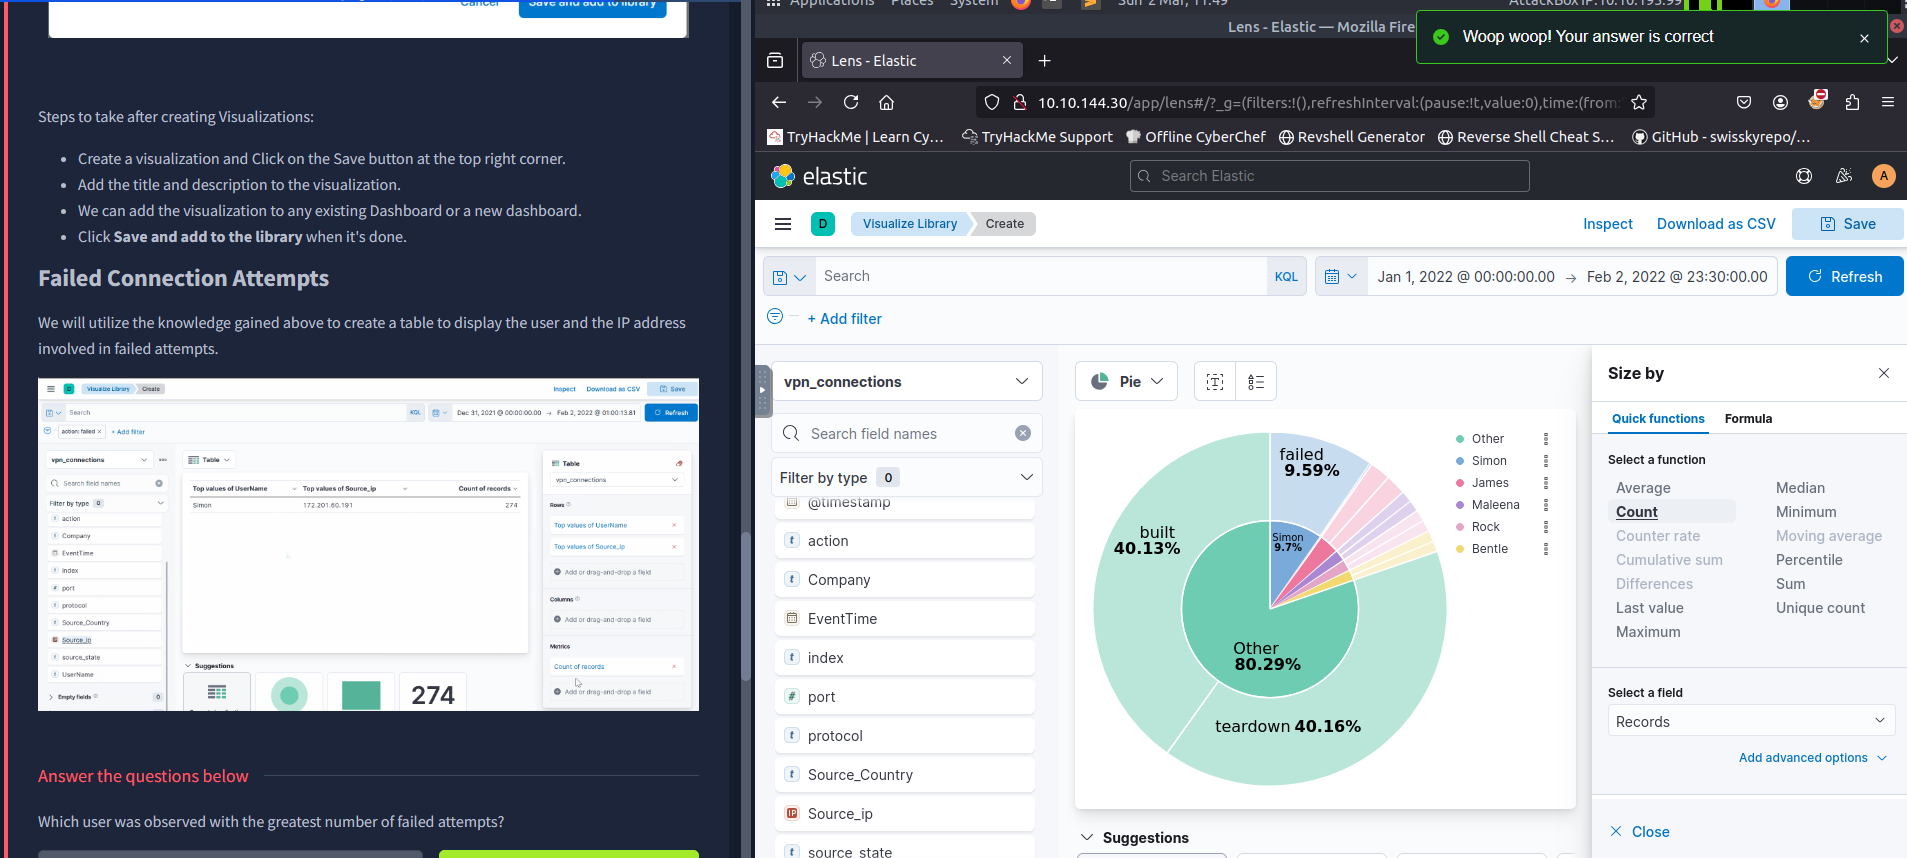 Cancel
Save and add to library
Steps to take after creating Visualizations:
• Create a visualization and Click on the Save button at the top right corner.
• Add the title and description to the visualization.
• We can add the visualization to any existing Dashboard or a new dashboard.
• Click Save and add to the library when it's done.
Failed Connection Attempts
We will utilize the knowledge gained above to create a table to display the user and the IP address
involved in failed attempts.
Visualize Library Create
Inspect Download as CSV Save
Search KQL
Dec 31, 2021 @ 00:00:00.00 → Feb 2, 2022 @ 01:00:13.81 Refresh
action: failed × + Add filter
vpn_connections
Search field names
Filter by type 0
action
Company
EventTime
index
port
protocol
Source_Country
Source_ip
source_state
UserName
Empty fields 0
Table
Top values of UserName Top values of Source_ip Count of records
Simon 172.201.60.191 274
Suggestions
274
Table
vpn_connections
Rows
Top values of UserName
Top values of Source_ip
Add or drag-and-drop a field
Columns
Add or drag-and-drop a field
Metrics
Count of records
Add or drag-and-drop a field
Answer the questions below
Which user was observed with the greatest number of failed attempts?
Applications Places System Sun 2 Mar, 11:49 AttackBox IP:10.10.193.99
Lens - Elastic — Mozilla Fire
Woop woop! Your answer is correct
Lens - Elastic
10.10.144.30/app/lens#/?_g=(filters:!(),refreshInterval:(pause:!t,value:0),time:(from:
TryHackMe | Learn Cy... TryHackMe Support Offline CyberChef Revshell Generator Reverse Shell Cheat S... GitHub - swisskyrepo/...
elastic
Search Elastic
A
D Visualize Library Create
Inspect Download as CSV Save
Search KQL
Jan 1, 2022 @ 00:00:00.00 → Feb 2, 2022 @ 23:30:00.00 Refresh
+ Add filter
vpn_connections
Search field names
Filter by type 0
@timestamp
action
Company
EventTime
index
port
protocol
Source_Country
Source_ip
source_state
Pie
failed
9.59%
built
40.13%
Simon
9.7%
Other
80.29%
teardown 40.16%
Other
Simon
James
Maleena
Rock
Bentle
Suggestions
Size by
Quick functions Formula
Select a function
Average Median
Count Minimum
Counter rate Moving average
Cumulative sum Percentile
Differences Sum
Last value Unique count
Maximum
Select a field
Records
Add advanced options
Close